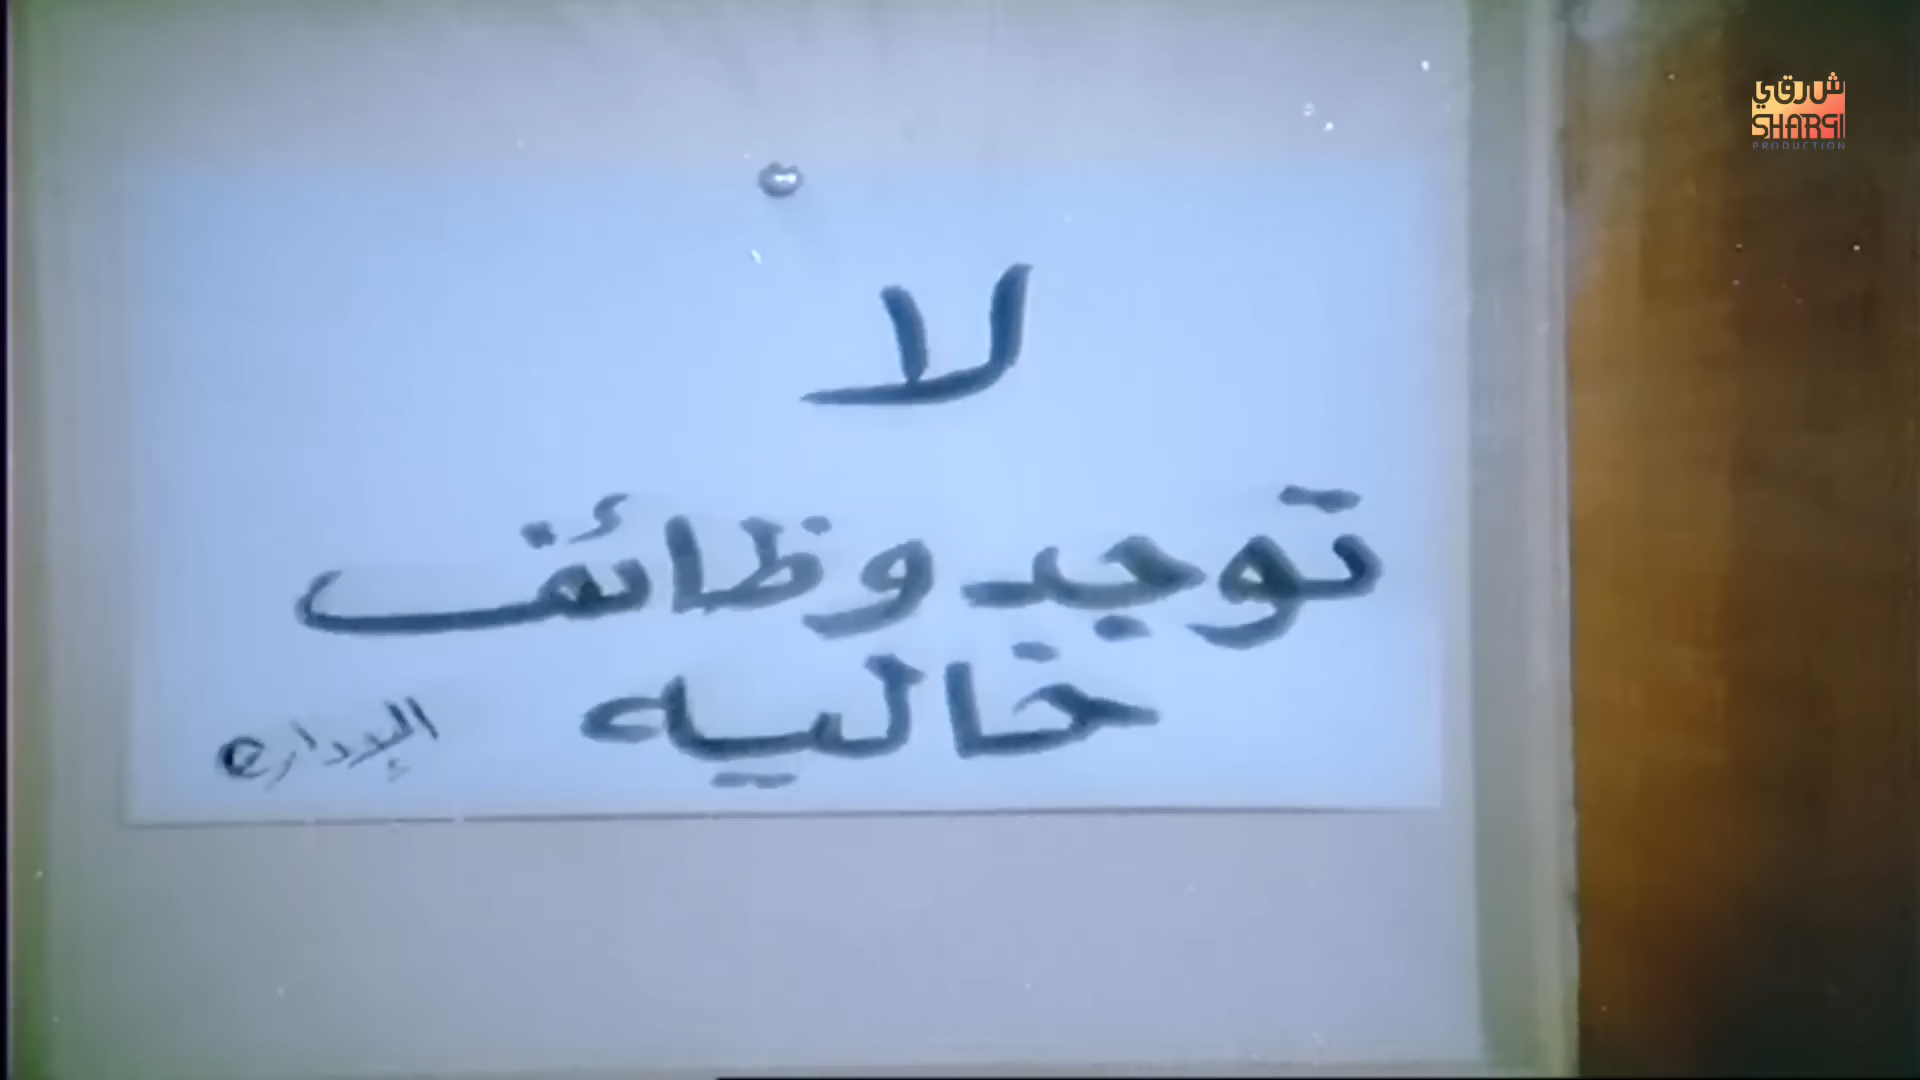 شرقي
SHARQI
PRODUCTION
لا
توجد وظائف
خاليه
الإدارة